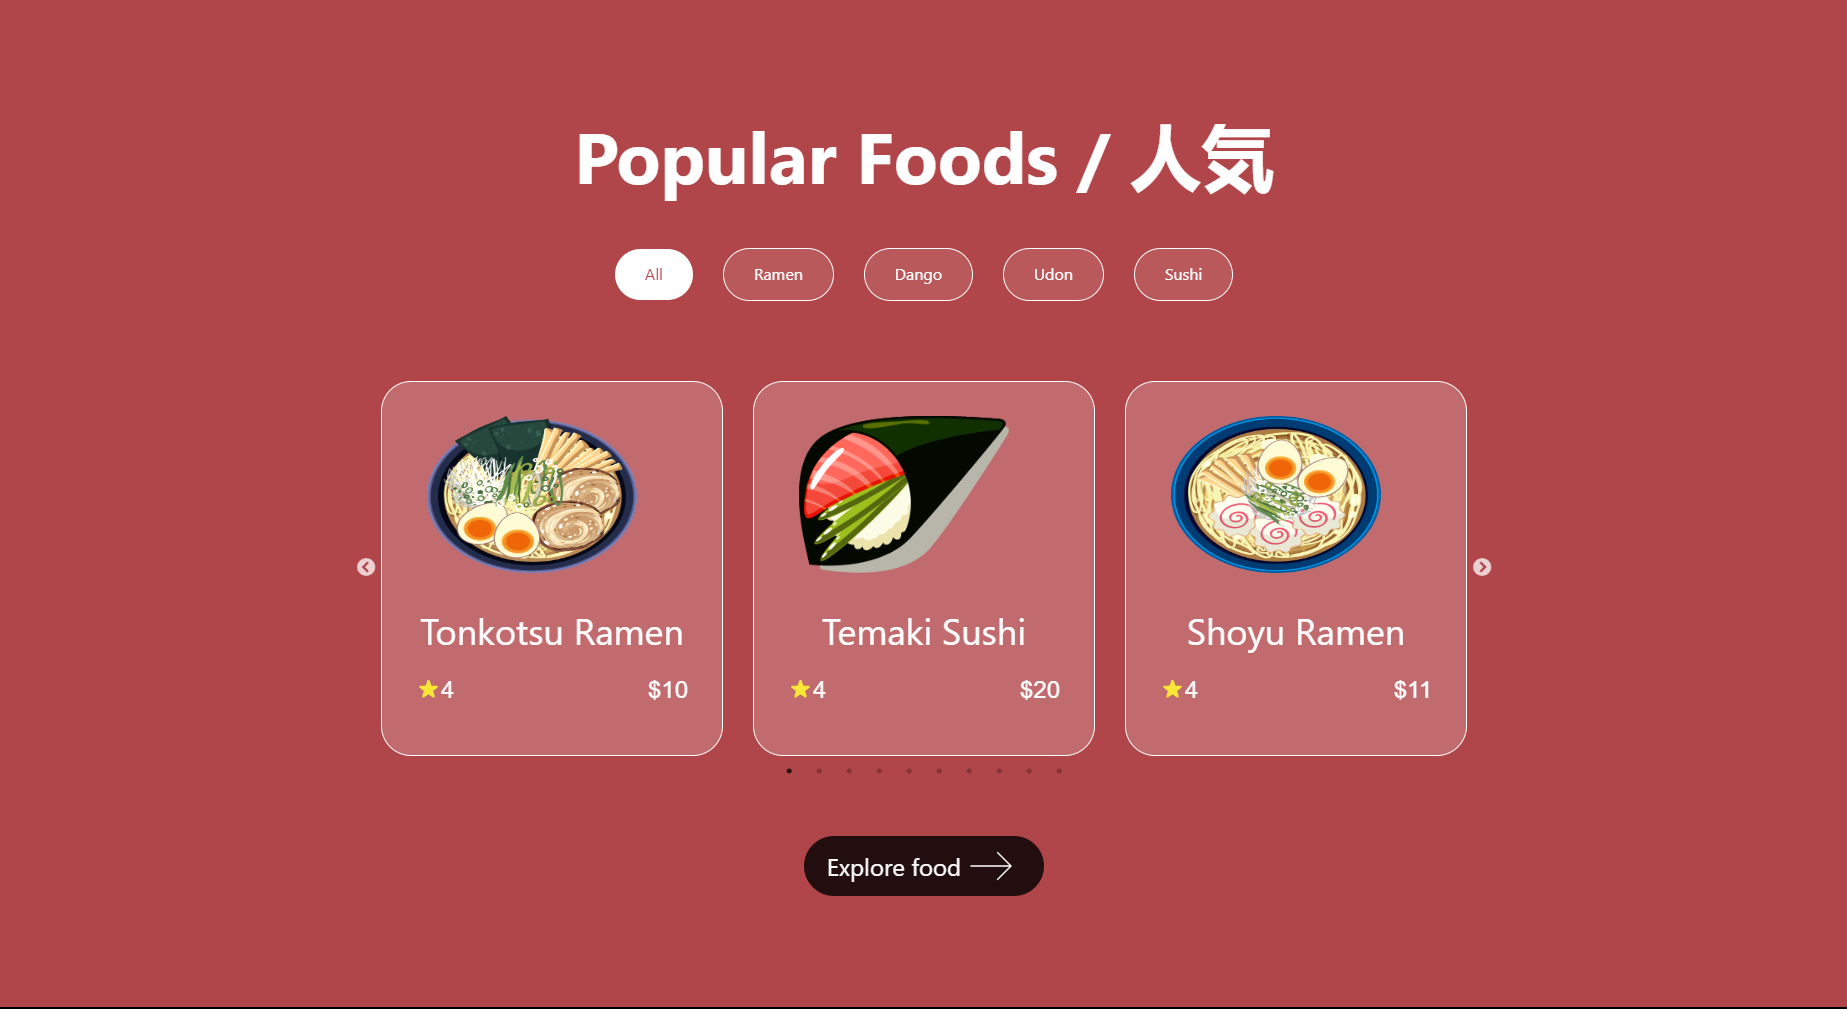 Popular Foods / 人気
All Ramen Dango Udon Sushi
Tonkotsu Ramen
4 $10
Temaki Sushi
4 $20
Shoyu Ramen
4 $11
Explore food